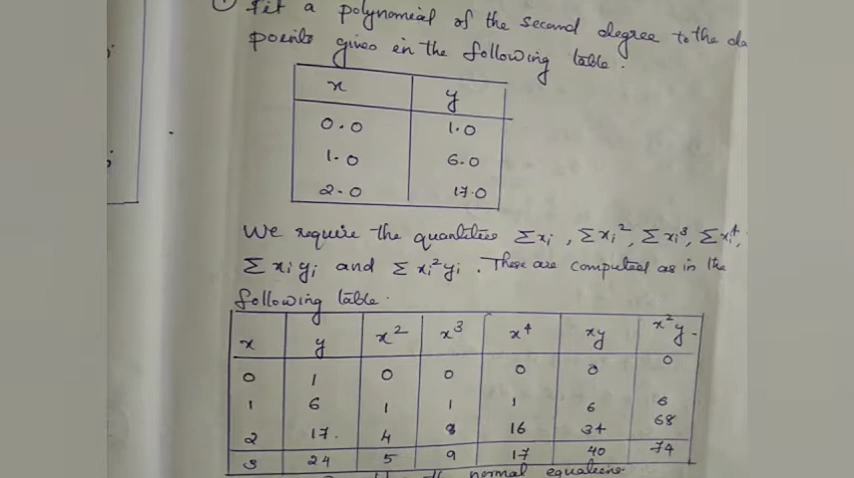 ① Fit a polynomial of the second degree to the da
points given in the following table.
x y
0.0 1.0
1.0 6.0
2.0 17.0
We require the quantities Σxi, Σxi², Σxi³, Σxi⁴,
Σxiyi and Σxi²yi. These are computed as in the
following table.
x y x² x³ x⁴ xy x²y.
0 1 0 0 0 0 0
1 6 1 1 1 6 6
2 17. 4 8 16 34 68
3 24 5 9 17 40 74
normal equations